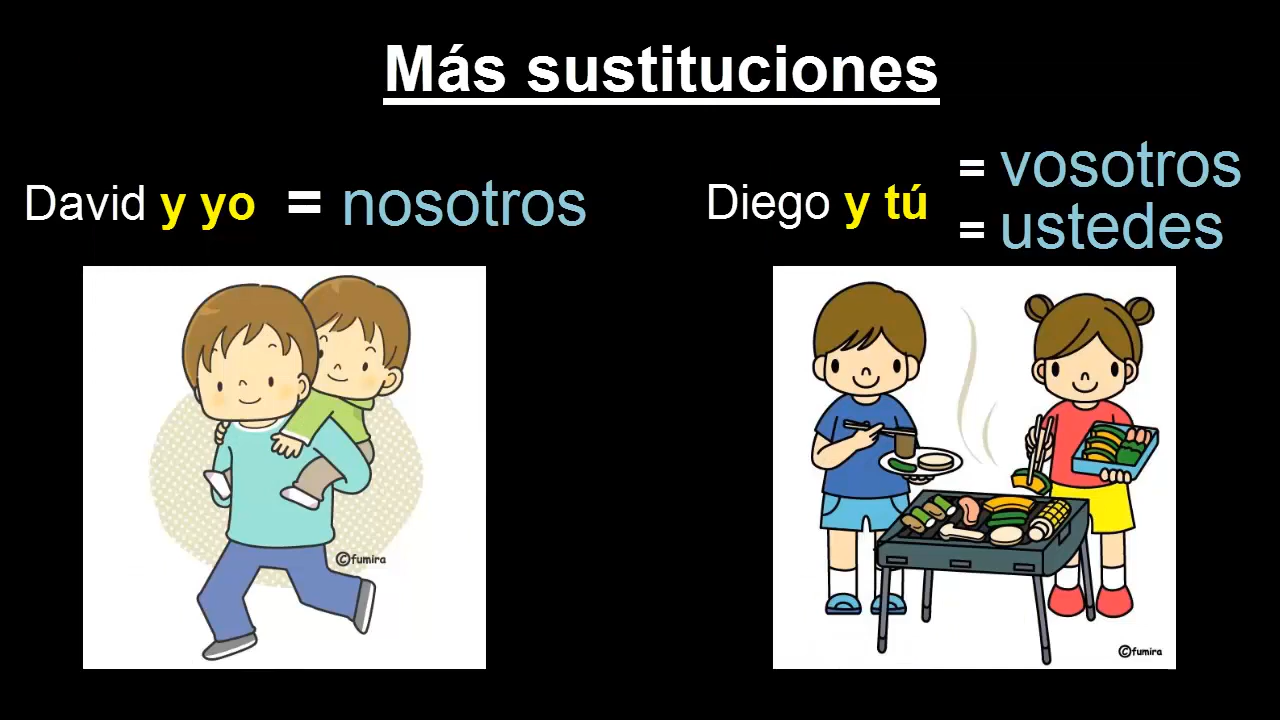 Más sustituciones
David y yo = nosotros
Diego y tú = vosotros
= ustedes
©fumira
©fumira